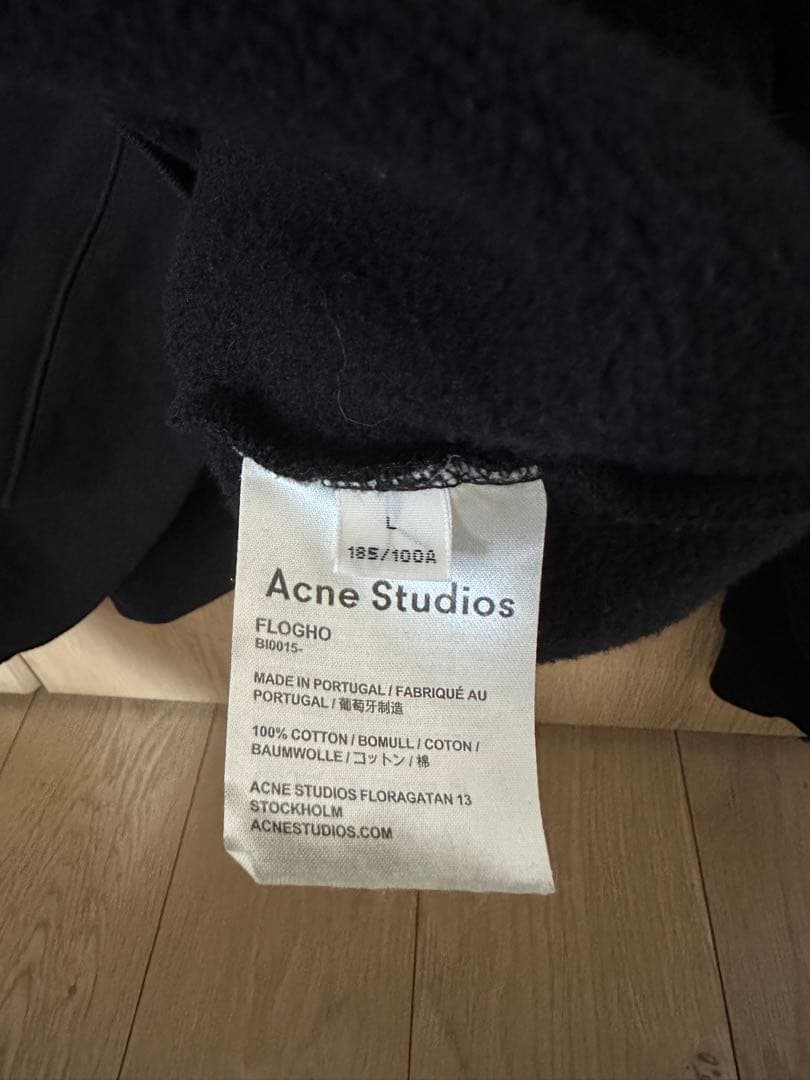 L
185/100A
Acne Studios
FLOGHO
BI0015-
MADE IN PORTUGAL / FABRIQUÉ AU
PORTUGAL / 葡萄牙制造
100% COTTON / BOMULL / COTON /
BAUMWOLLE / コットン / 棉
ACNE STUDIOS FLORAGATAN 13
STOCKHOLM
ACNESTUDIOS.COM